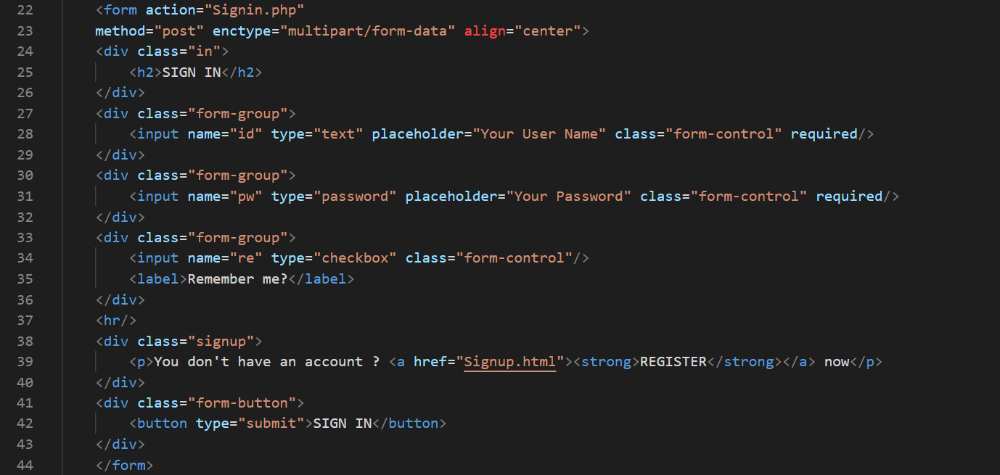 22 <form action="Signin.php"
23 method="post" enctype="multipart/form-data" align="center">
24 <div class="in">
25     <h2>SIGN IN</h2>
26 </div>
27 <div class="form-group">
28     <input name="id" type="text" placeholder="Your User Name" class="form-control" required/>
29 </div>
30 <div class="form-group">
31     <input name="pw" type="password" placeholder="Your Password" class="form-control" required/>
32 </div>
33 <div class="form-group">
34     <input name="re" type="checkbox" class="form-control"/>
35     <label>Remember me?</label>
36 </div>
37 <hr/>
38 <div class="signup">
39     <p>You don't have an account ? <a href="Signup.html"><strong>REGISTER</strong></a> now</p>
40 </div>
41 <div class="form-button">
42     <button type="submit">SIGN IN</button>
43 </div>
44 </form>